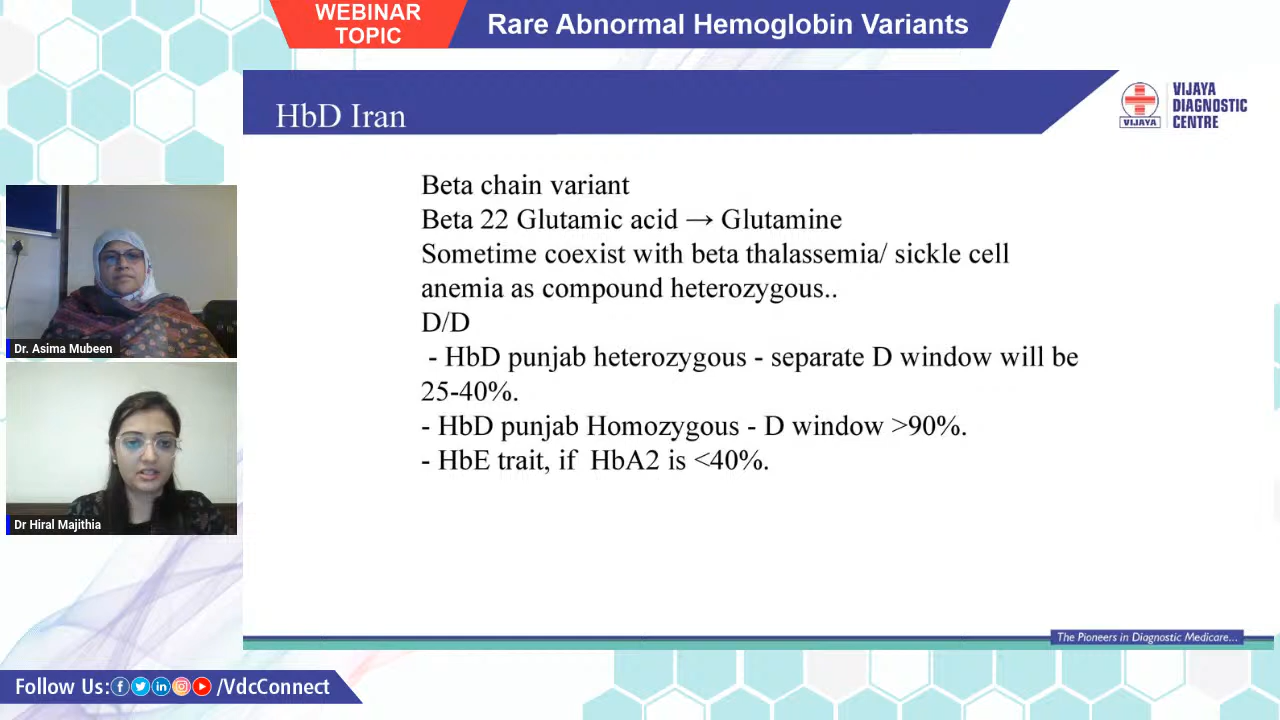 WEBINAR
TOPIC
Rare Abnormal Hemoglobin Variants
HbD Iran
VIJAYA
VIJAYA
DIAGNOSTIC
CENTRE
Beta chain variant
Beta 22 Glutamic acid → Glutamine
Sometime coexist with beta thalassemia/ sickle cell
anemia as compound heterozygous..
D/D
- HbD punjab heterozygous - separate D window will be
25-40%.
- HbD punjab Homozygous - D window >90%.
- HbE trait, if HbA2 is <40%.
Dr. Asima Mubeen
Dr Hiral Majithia
The Pioneers in Diagnostic Medicare...
Follow Us: /VdcConnect